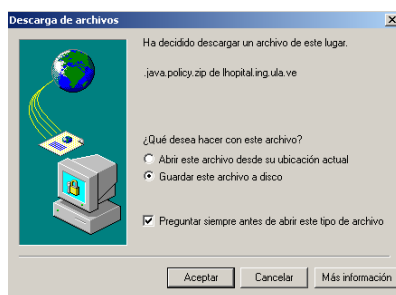 Descarga de archivos
Ha decidido descargar un archivo de este lugar.
.java.policy.zip de lhopital.ing.ula.ve
¿Qué desea hacer con este archivo?
Abrir este archivo desde su ubicación actual
Guardar este archivo a disco
Preguntar siempre antes de abrir este tipo de archivo
Aceptar
Cancelar
Más información